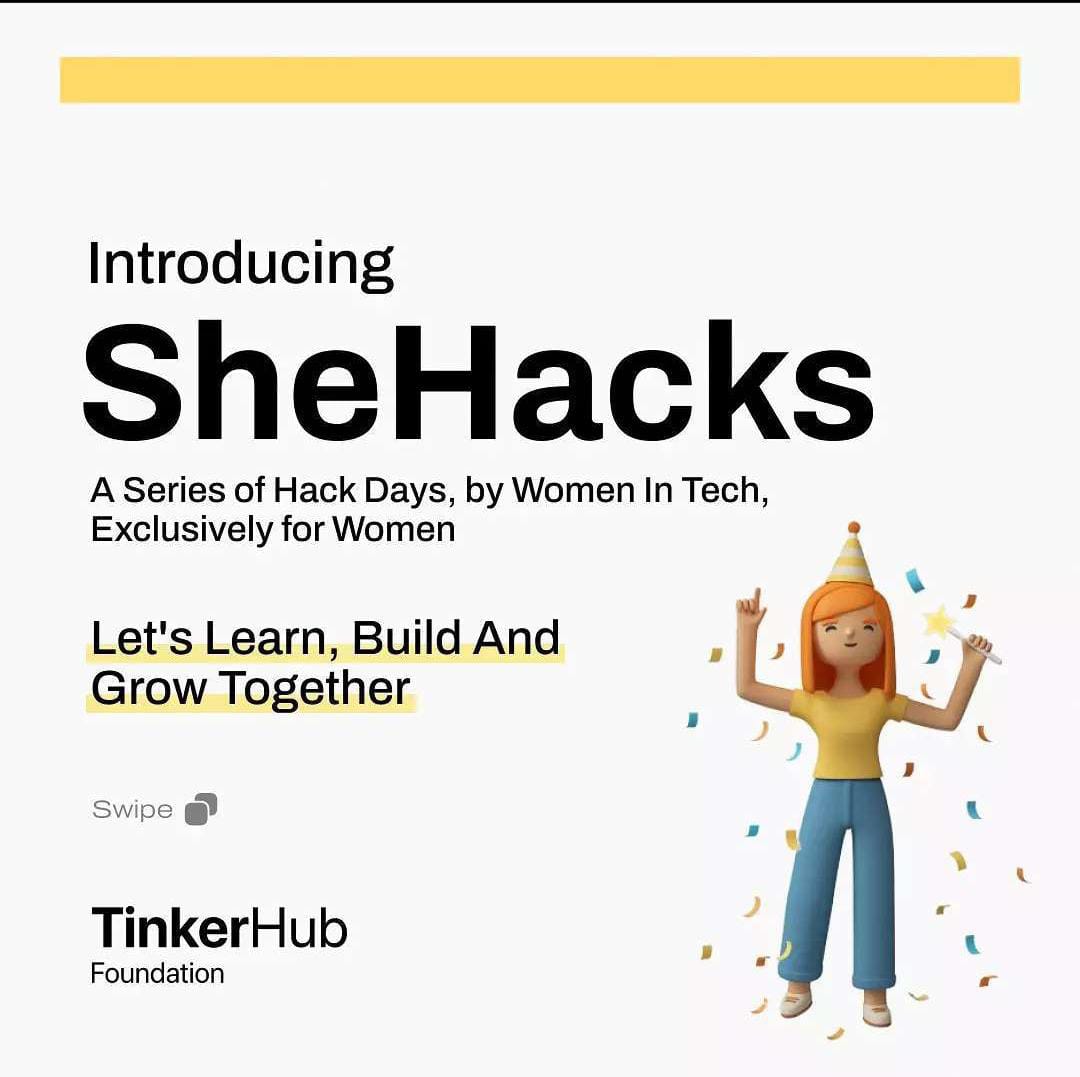 Introducing
SheHacks
A Series of Hack Days, by Women In Tech,
Exclusively for Women
Let's Learn, Build And
Grow Together
Swipe
TinkerHub
Foundation